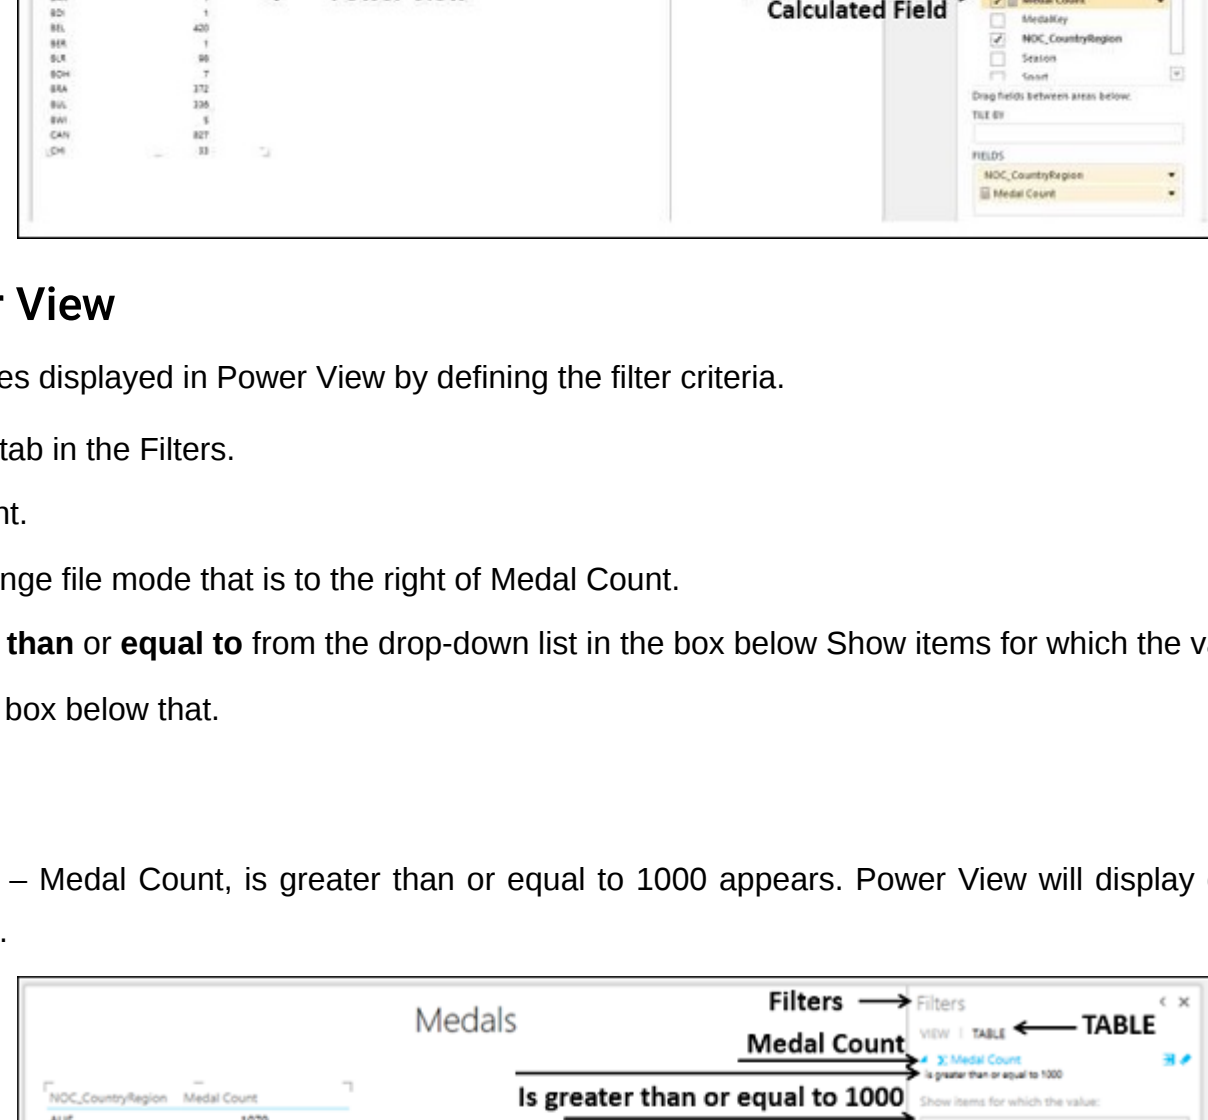 Calculated Field
Medal Count
MedalKey
NOC_CountryRegion
Season
Sport
BDI 1
BEL 420
BER 1
BLR 98
BOH 7
BRA 372
BUL 336
BWI 5
CAN 827
CHI 33
Drag fields between areas below:
TILE BY
FIELDS
NOC_CountryRegion
Medal Count
View
es displayed in Power View by defining the filter criteria.
tab in the Filters.
nt.
nge file mode that is to the right of Medal Count.
than or equal to from the drop-down list in the box below Show items for which the va
box below that.
– Medal Count, is greater than or equal to 1000 appears. Power View will display
.
Medals
Filters
Filters
VIEW | TABLE
TABLE
Medal Count
Medal Count
is greater than or equal to 1000
Is greater than or equal to 1000
Show items for which the value:
NOC_CountryRegion Medal Count
AUS 1079